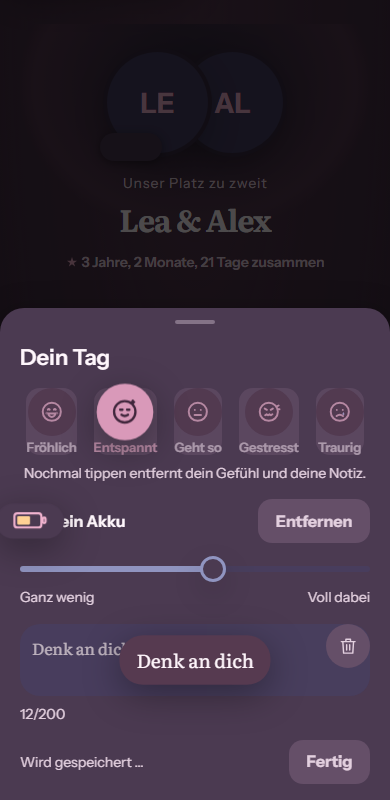 LE AL
Unser Platz zu zweit
Lea & Alex
★ 3 Jahre, 2 Monate, 21 Tage zusammen
Dein Tag
Fröhlich Entspannt Geht so Gestresst Traurig
Nochmal tippen entfernt dein Gefühl und deine Notiz.
ein Akku Entfernen
Ganz wenig Voll dabei
Denk an dich
Denk an dich
12/200
Wird gespeichert ... Fertig